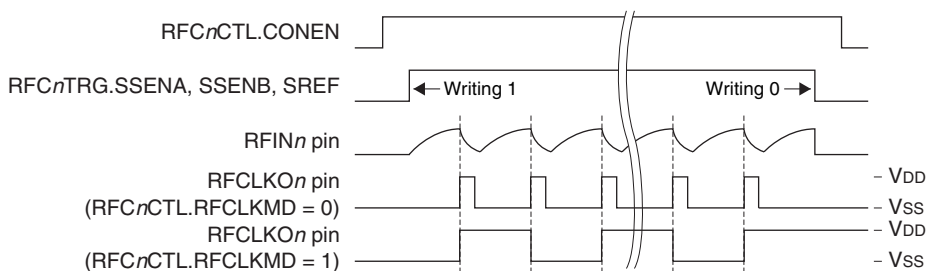 RFCnCTL.CONEN
RFCnTRG.SSENA, SSENB, SREF
Writing 1
Writing 0
RFINn pin
RFCLKOn pin
(RFCnCTL.RFCLKMD = 0)
VDD
VSS
RFCLKOn pin
(RFCnCTL.RFCLKMD = 1)
VDD
VSS